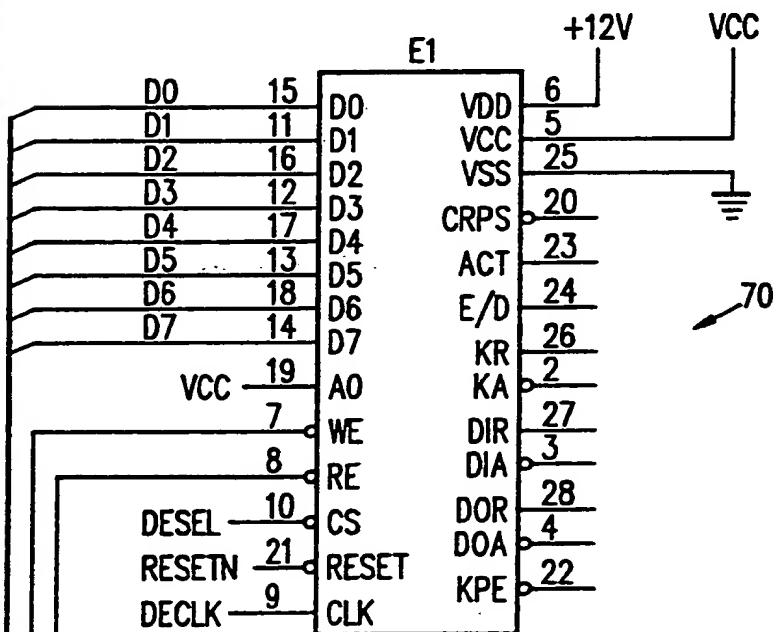 +12V VCC
E1
D0 15 D0 VDD 6
D1 11 D1 VCC 5
D2 16 D2 VSS 25
D3 12 D3 CRPS 20
D4 17 D4 ACT 23
D5 13 D5 E/D 24
D6 18 D6 KR 26 70
D7 14 D7 KA 2
VCC 19 A0 DIR 27
7 WE DIA 3
8 RE DOR 28
DESEL 10 CS DOA 4
RESETN 21 RESET KPE 22
DECLK 9 CLK